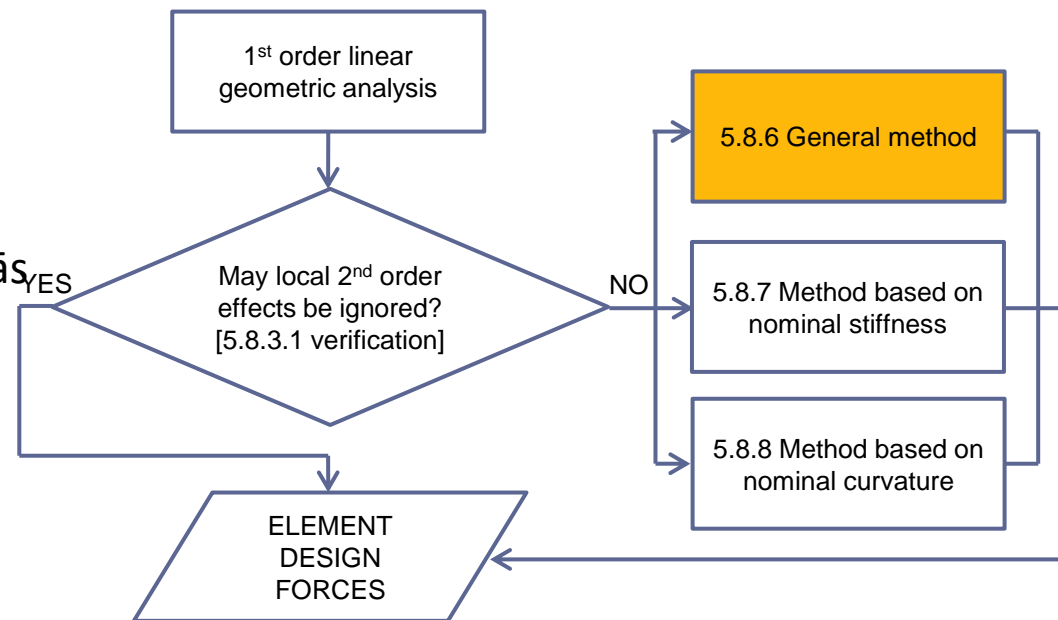 1st order linear
geometric analysis
5.8.6 General method
ás
YES
May local 2nd order
effects be ignored?
[5.8.3.1 verification]
NO
5.8.7 Method based on
nominal stiffness
5.8.8 Method based on
nominal curvature
ELEMENT
DESIGN
FORCES